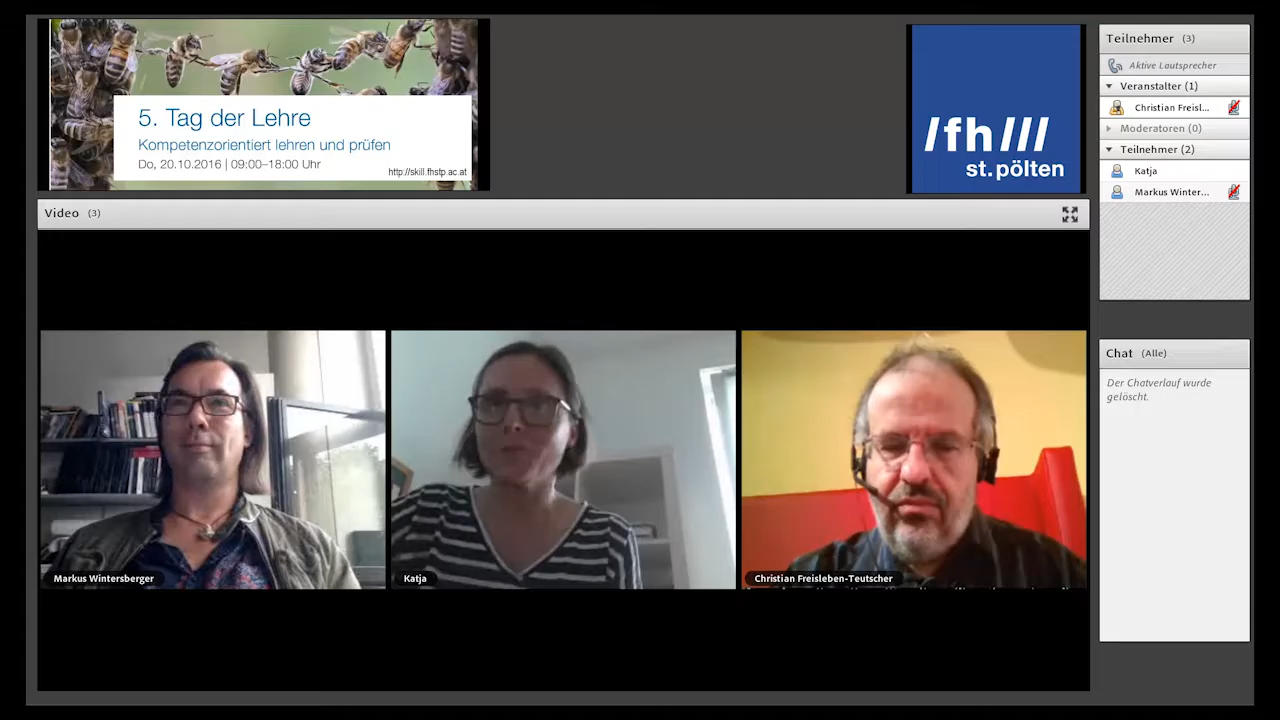 5. Tag der Lehre
Kompetenzorientiert lehren und prüfen
Do, 20.10.2016 | 09:00–18:00 Uhr
http://skill.fhstp.ac.at
/fh///
st.pölten
Teilnehmer (3)
Aktive Lautsprecher
Veranstalter (1)
Christian Freisl...
Moderatoren (0)
Teilnehmer (2)
Katja
Markus Winter...
Video (3)
Markus Wintersberger
Katja
Christian Freisleben-Teutscher
Chat (Alle)
Der Chatverlauf wurde
gelöscht.